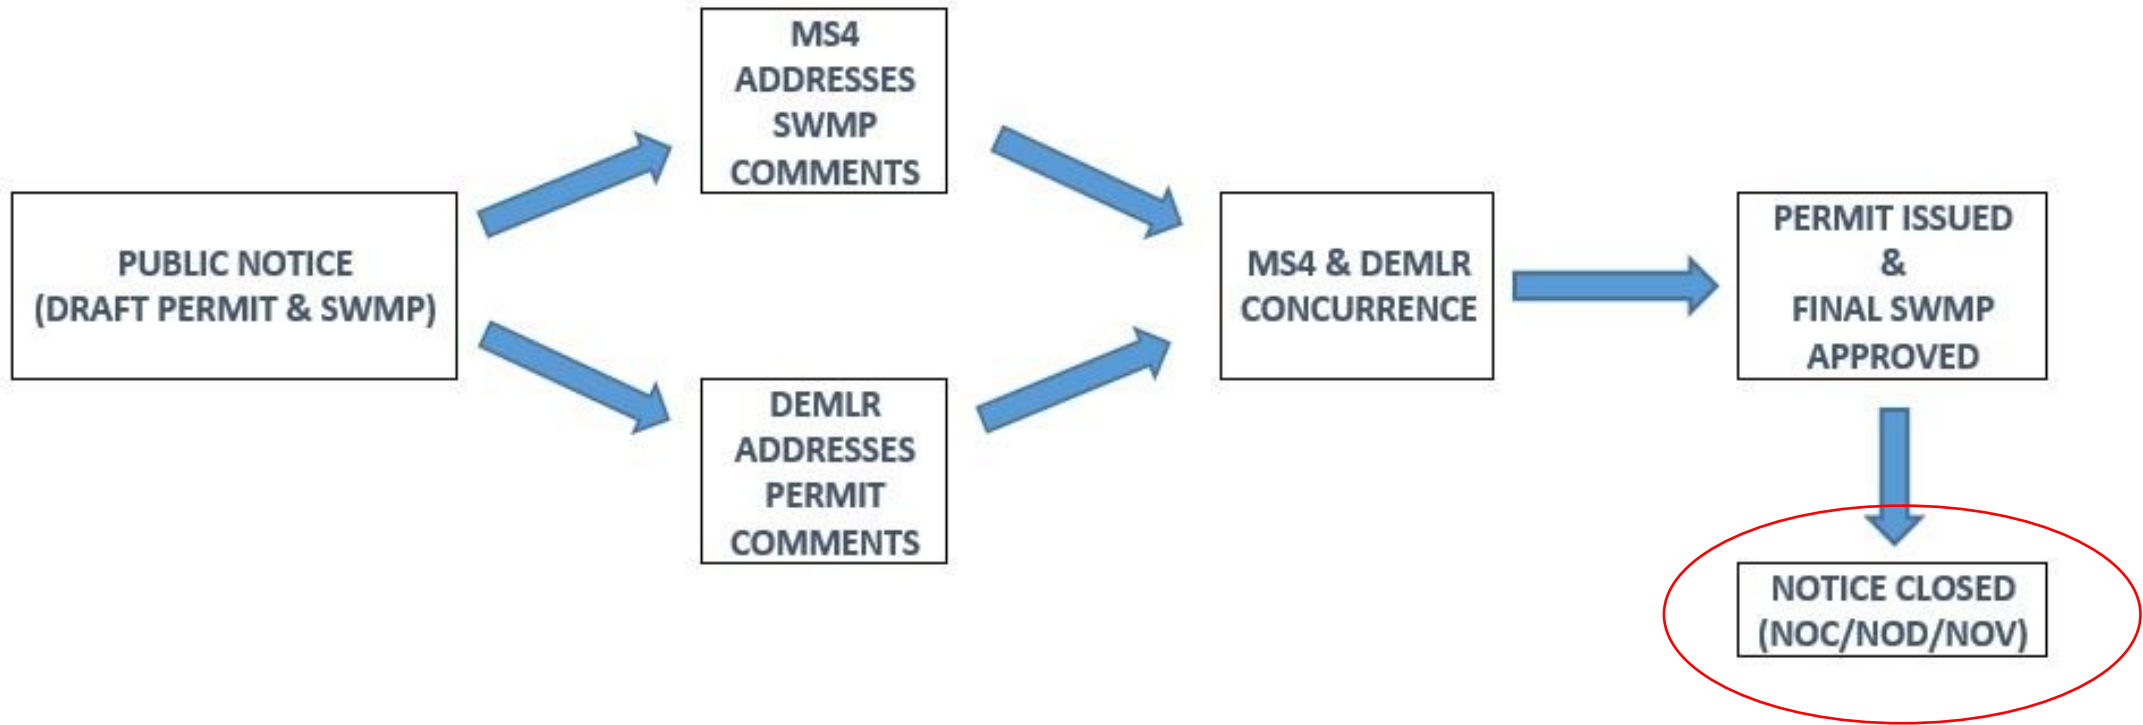 PUBLIC NOTICE
(DRAFT PERMIT & SWMP)
MS4
ADDRESSES
SWMP
COMMENTS
DEMLR
ADDRESSES
PERMIT
COMMENTS
MS4 & DEMLR
CONCURRENCE
PERMIT ISSUED
&
FINAL SWMP
APPROVED
NOTICE CLOSED
(NOC/NOD/NOV)